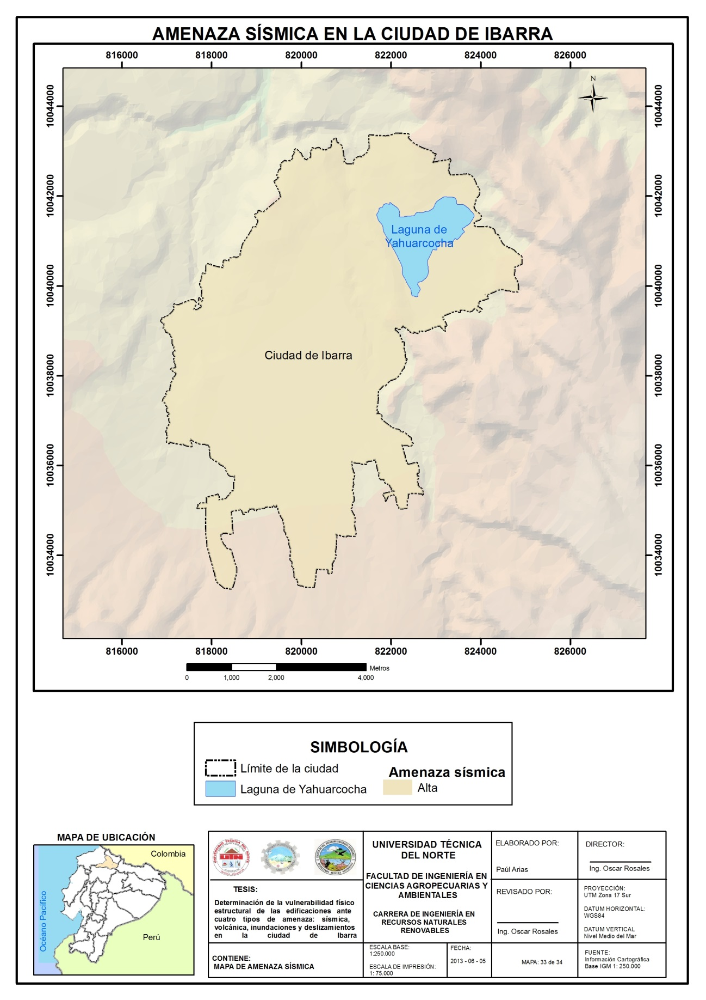 AMENAZA SÍSMICA EN LA CIUDAD DE IBARRA
816000 818000 820000 822000 824000 826000
N
10044000 10044000
10042000 10042000
Laguna de
Yahuarcocha
10040000 10040000
Ciudad de Ibarra
10038000 10038000
10036000 10036000
10034000 10034000
816000 818000 820000 822000 824000 826000
Metros
0 1,000 2,000 4,000
SIMBOLOGÍA
Límite de la ciudad
Laguna de Yahuarcocha
Amenaza sísmica
Alta
MAPA DE UBICACIÓN
Colombia
Océano Pacífico
Perú
UTM
TESIS:
Determinación de la vulnerabilidad físico
estructural de las edificaciones ante
cuatro tipos de amenaza: sísmica,
volcánica, inundaciones y deslizamientos
en la ciudad de Ibarra
CONTIENE:
MAPA DE AMENAZA SÍSMICA
UNIVERSIDAD TÉCNICA
DEL NORTE
FACULTAD DE INGENIERÍA EN
CIENCIAS AGROPECUARIAS Y
AMBIENTALES
CARRERA DE INGENIERÍA EN
RECURSOS NATURALES
RENOVABLES
ESCALA BASE:
1:250.000
ESCALA DE IMPRESIÓN:
1: 75.000
FECHA:
2013 - 06 - 05
ELABORADO POR:
Paúl Arias
REVISADO POR:
Ing. Oscar Rosales
MAPA: 33 de 34
DIRECTOR:
Ing. Oscar Rosales
PROYECCIÓN:
UTM Zona 17 Sur
DATUM HORIZONTAL:
WGS84
DATUM VERTICAL
Nivel Medio del Mar
FUENTE:
Información Cartográfica
Base IGM 1: 250.000